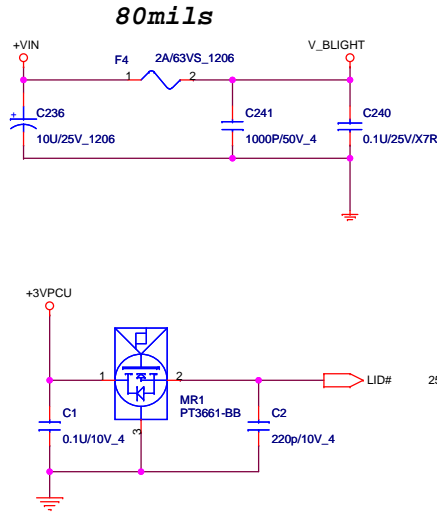 80mils
+VIN
V_BLIGHT
F4
2A/63VS_1206
1
2
C236
10U/25V_1206
C241
1000P/50V_4
C240
0.1U/25V/X7R
+3VPCU
1
2
MR1
PT3661-BB
3
C1
0.1U/10V_4
C2
220p/10V_4
LID#